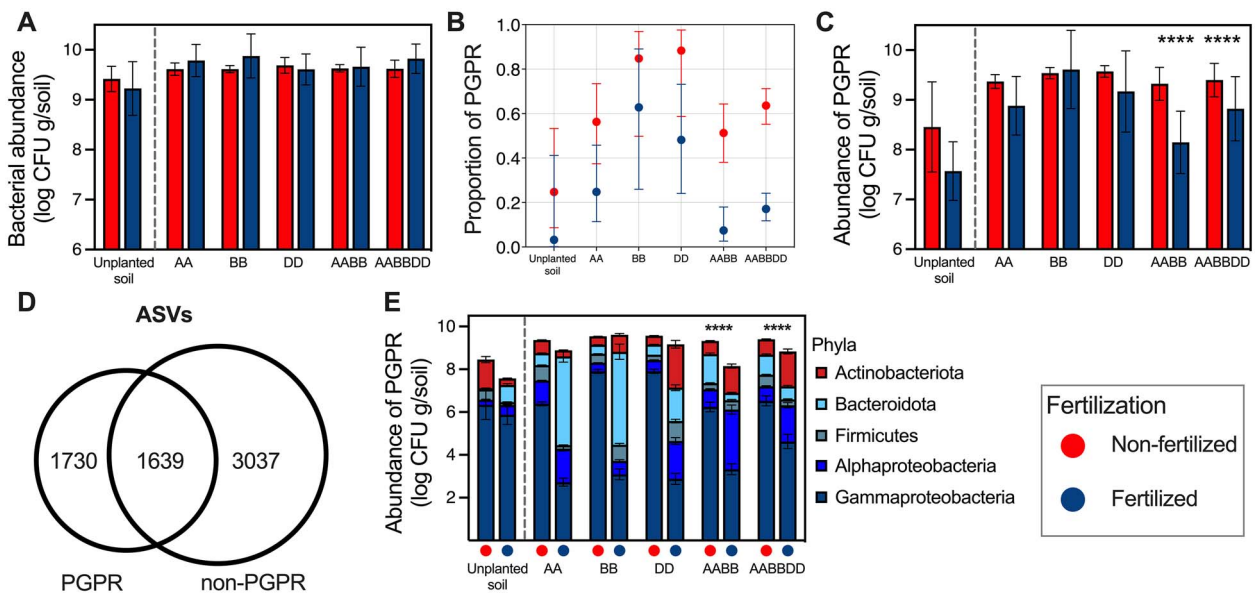 A
Bacterial abundance
(log CFU g/soil)
10
9
8
7
6
Unplanted
soil
AA
BB
DD
AABB
AABBDD
B
Proportion of PGPR
1.0
0.8
0.6
0.4
0.2
0.0
Unplanted
soil
AA
BB
DD
AABB
AABBDD
C
Abundance of PGPR
(log CFU g/soil)
10
9
8
7
6
****
****
Unplanted
soil
AA
BB
DD
AABB
AABBDD
D
ASVs
1730
1639
3037
PGPR
non-PGPR
E
Abundance of PGPR
(log CFU g/soil)
10
8
6
4
2
****
****
Unplanted
soil
AA
BB
DD
AABB
AABBDD
Phyla
Actinobacteriota
Bacteroidota
Firmicutes
Alphaproteobacteria
Gammaproteobacteria
Fertilization
Non-fertilized
Fertilized